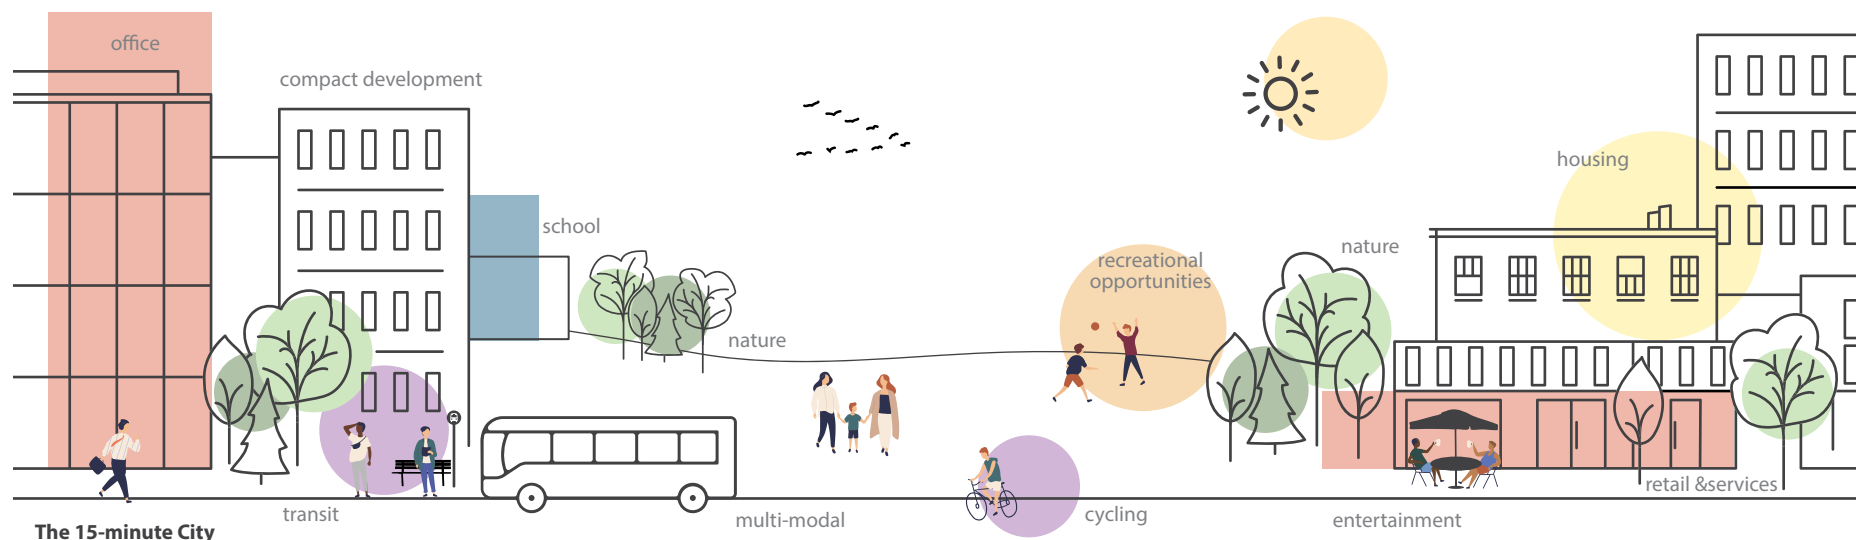 office
compact development
school
nature
recreational
opportunities
nature
housing
retail &services
transit
multi-modal
cycling
entertainment
The 15-minute City